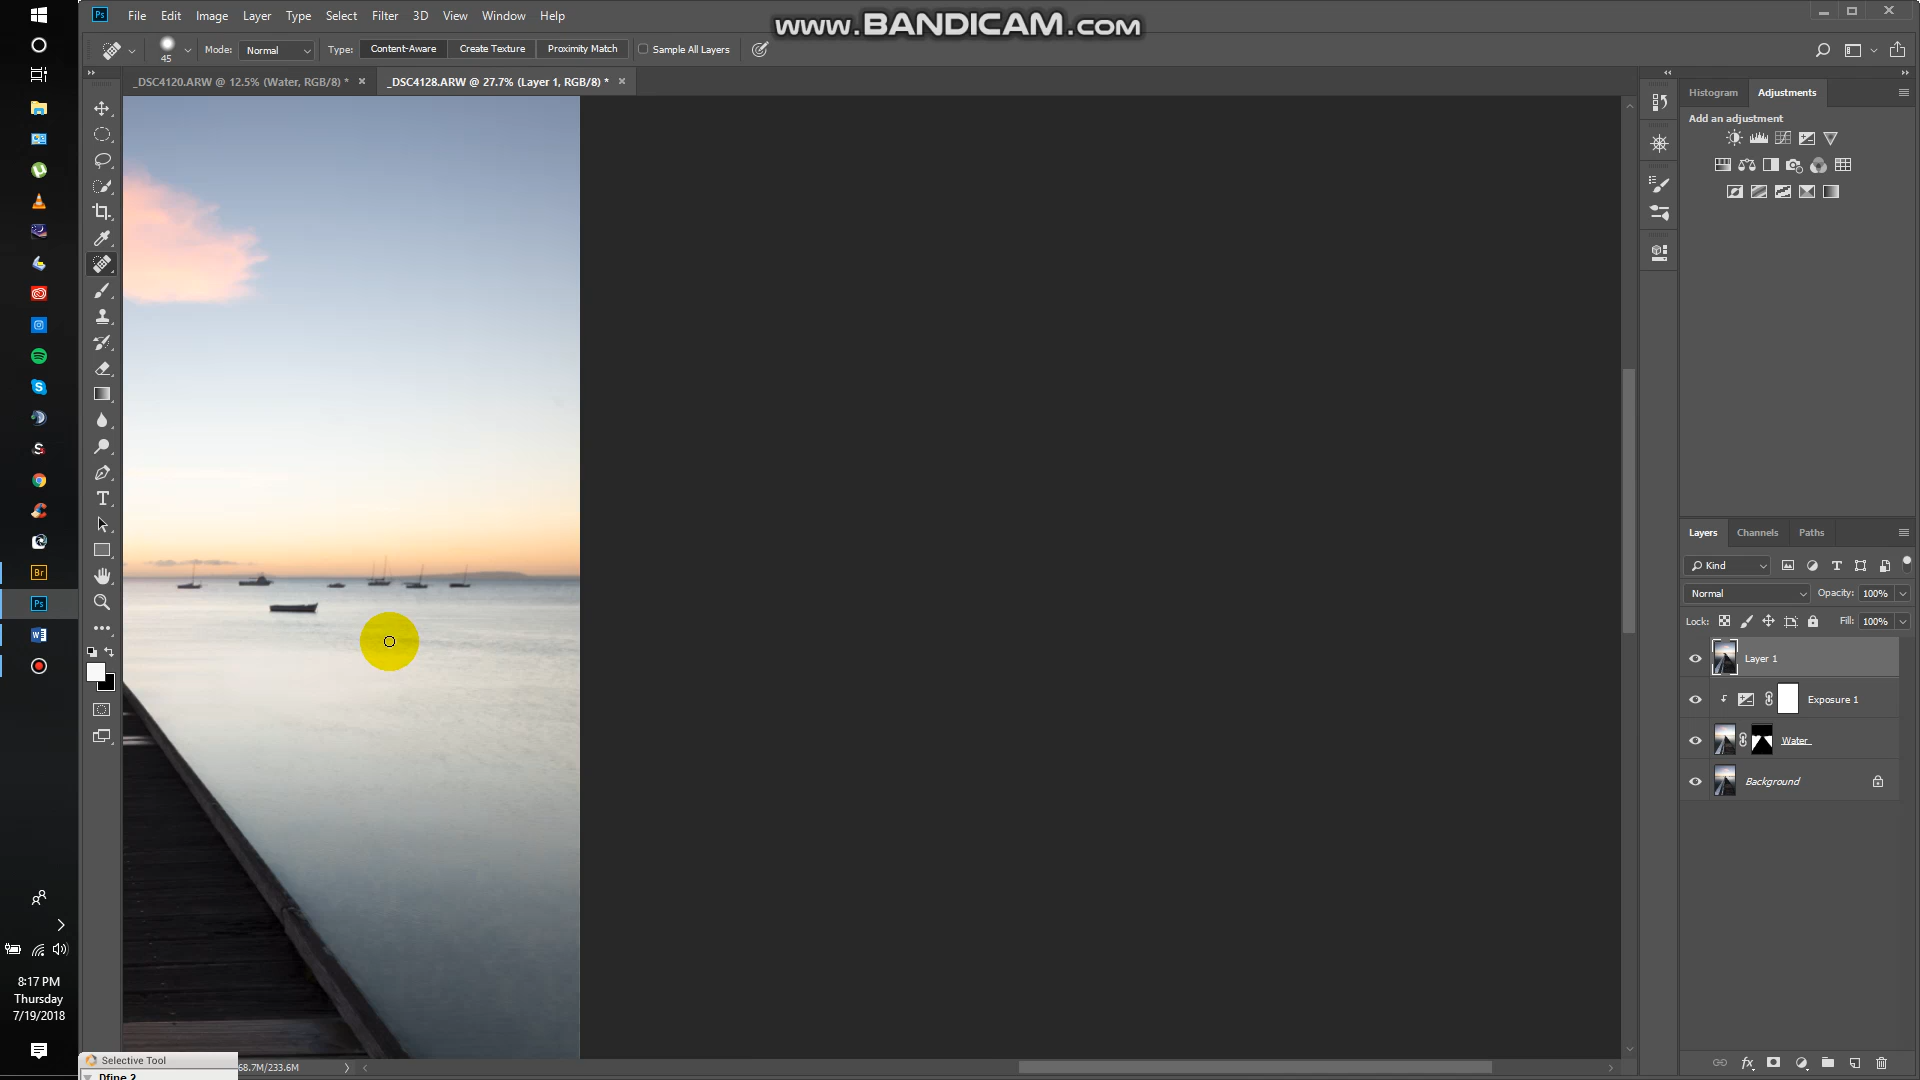 www.BANDICAM.com
Ps File Edit Image Layer Type Select Filter 3D View Window Help
45 Mode: Normal Type: Content-Aware Create Texture Proximity Match Sample All Layers
_DSC4120.ARW @ 12.5% (Water, RGB/8) * _DSC4128.ARW @ 27.7% (Layer 1, RGB/8) *
Histogram Adjustments
Add an adjustment
Layers Channels Paths
Kind
Normal Opacity: 100%
Lock: Fill: 100%
Layer 1
Exposure 1
Water
Background
Br
Ps
8:17 PM
Thursday
7/19/2018
Selective Tool
Dfine 2
68.7M/233.6M